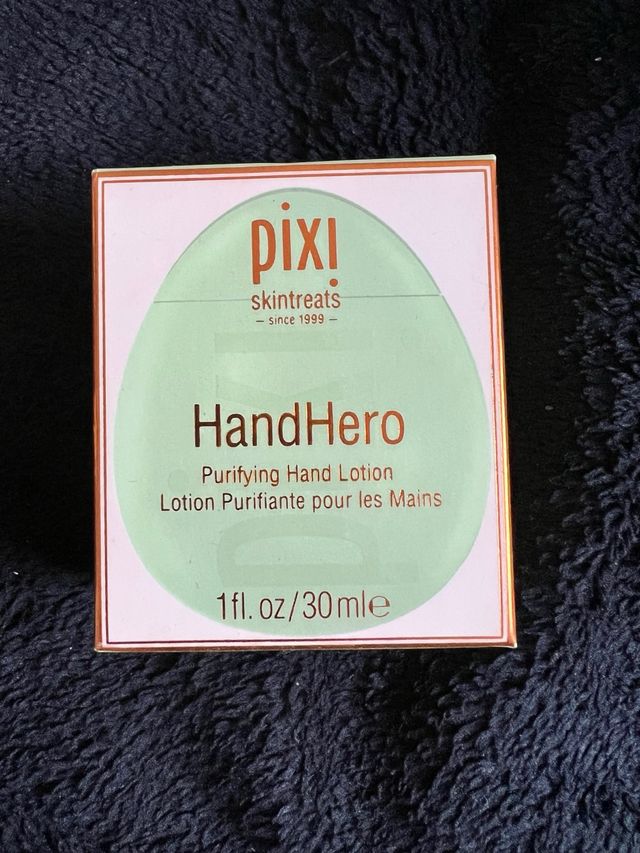 pixi
skintreats
– since 1999 –
HandHero
Purifying Hand Lotion
Lotion Purifiante pour les Mains
1fl.oz/30ml℮